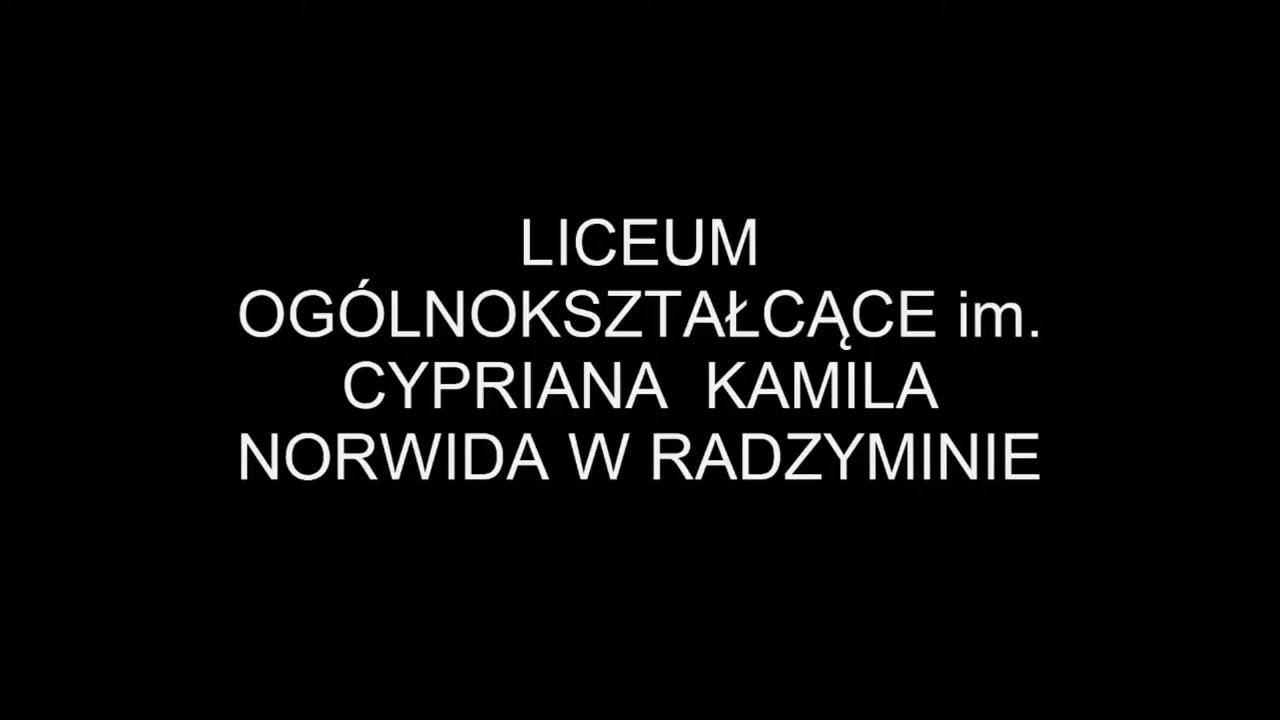 LICEUM
OGÓLNOKSZTAŁCĄCE im.
CYPRIANA KAMILA
NORWIDA W RADZYMINIE